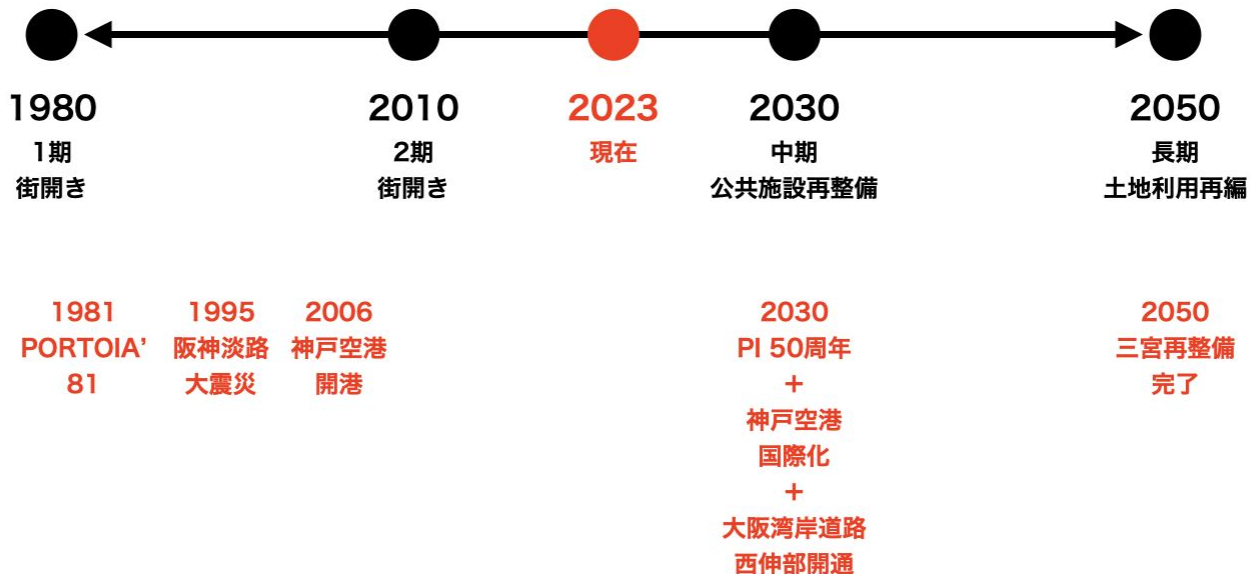 1980
1期
街開き
2010
2期
街開き
2023
現在
2030
中期
公共施設再整備
2050
長期
土地利用再編
1981
PORTOIA’
81
1995
阪神淡路
大震災
2006
神戸空港
開港
2030
PI 50周年
+
神戸空港
国際化
+
大阪湾岸道路
西伸部開通
2050
三宮再整備
完了